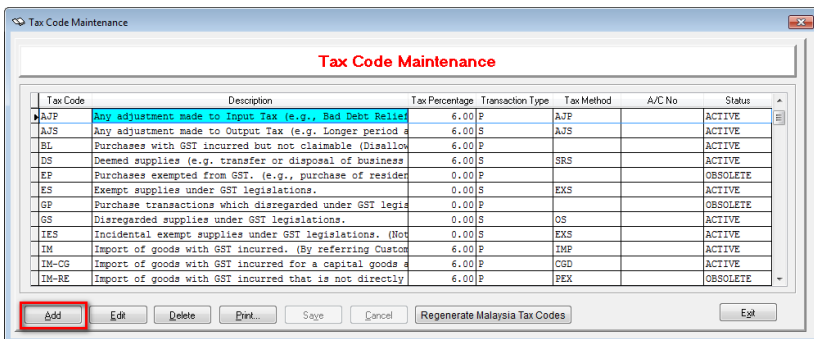 Tax Code Maintenance
Tax Code Maintenance
Tax Code Description Tax Percentage Transaction Type Tax Method A/C No Status
AJP Any adjustment made to Input Tax (e.g., Bad Debt Relief 6.00 P AJP ACTIVE
AJS Any adjustment made to Output Tax (e.g. Longer period a 6.00 S AJS ACTIVE
BL Purchases with GST incurred but not claimable (Disallow 6.00 P ACTIVE
DS Deemed supplies (e.g. transfer or disposal of business 6.00 S SRS ACTIVE
EP Purchases exempted from GST. (e.g., purchase of residen 0.00 P OBSOLETE
ES Exempt supplies under GST legislations. 0.00 S EXS ACTIVE
GP Purchase transactions which disregarded under GST legis 0.00 P OBSOLETE
GS Disregarded supplies under GST legislations. 0.00 S OS ACTIVE
IES Incidental exempt supplies under GST legislations. (Not 0.00 S EXS ACTIVE
IM Import of goods with GST incurred. (By referring Custom 6.00 P IMP ACTIVE
IM-CG Import of goods with GST incurred for a capital goods a 6.00 P CGD ACTIVE
IM-RE Import of goods with GST incurred that is not directly 6.00 P PEX OBSOLETE
Add Edit Delete Print... Save Cancel Regenerate Malaysia Tax Codes Exit